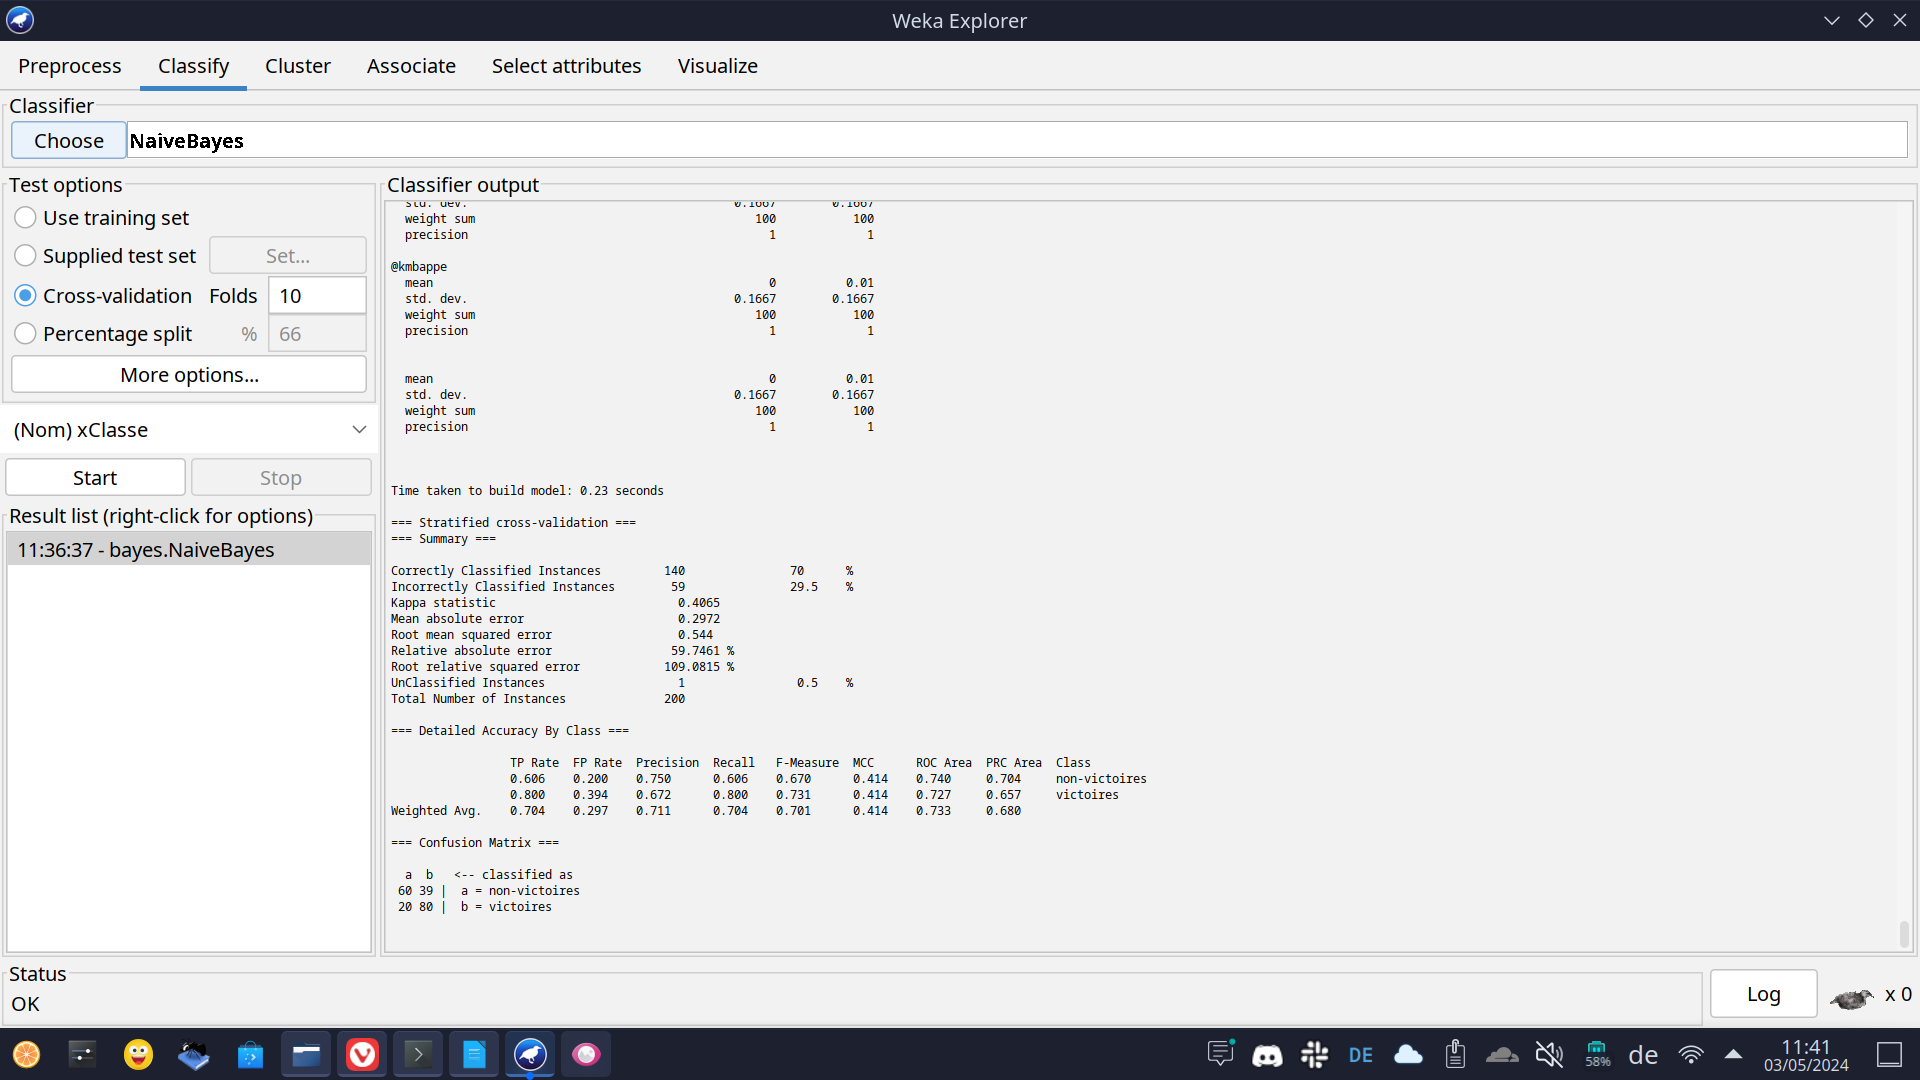 Weka Explorer
Preprocess Classify Cluster Associate Select attributes Visualize
Classifier
Choose NaiveBayes
Test options
Use training set
Supplied test set Set...
Cross-validation Folds 10
Percentage split % 66
More options...
(Nom) xClasse
Start Stop
Result list (right-click for options)
11:36:37 - bayes.NaiveBayes
Classifier output
std. dev. 0.1667 0.1667
weight sum 100 100
precision 1 1
@kmbappe
mean 0 0.01
std. dev. 0.1667 0.1667
weight sum 100 100
precision 1 1
mean 0 0.01
std. dev. 0.1667 0.1667
weight sum 100 100
precision 1 1
Time taken to build model: 0.23 seconds
=== Stratified cross-validation ===
=== Summary ===
Correctly Classified Instances 140 70 %
Incorrectly Classified Instances 59 29.5 %
Kappa statistic 0.4065
Mean absolute error 0.2972
Root mean squared error 0.544
Relative absolute error 59.7461 %
Root relative squared error 109.0815 %
UnClassified Instances 1 0.5 %
Total Number of Instances 200
=== Detailed Accuracy By Class ===
TP Rate FP Rate Precision Recall F-Measure MCC ROC Area PRC Area Class
0.606 0.200 0.750 0.606 0.670 0.414 0.740 0.704 non-victoires
0.800 0.394 0.672 0.800 0.731 0.414 0.727 0.657 victoires
Weighted Avg. 0.704 0.297 0.711 0.704 0.701 0.414 0.733 0.680
=== Confusion Matrix ===
a b <-- classified as
60 39 | a = non-victoires
20 80 | b = victoires
Status
OK
Log x 0
DE 58% de 11:41
03/05/2024